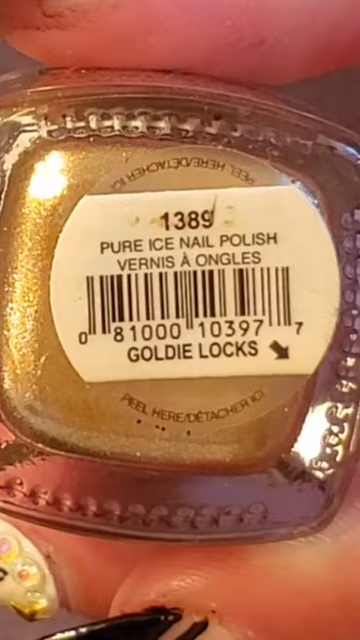 PEEL HERE/DÉTACHER ICI
1389
PURE ICE NAIL POLISH
VERNIS À ONGLES
0 81000 10397 7
GOLDIE LOCKS
PEEL HERE/DÉTACHER ICI